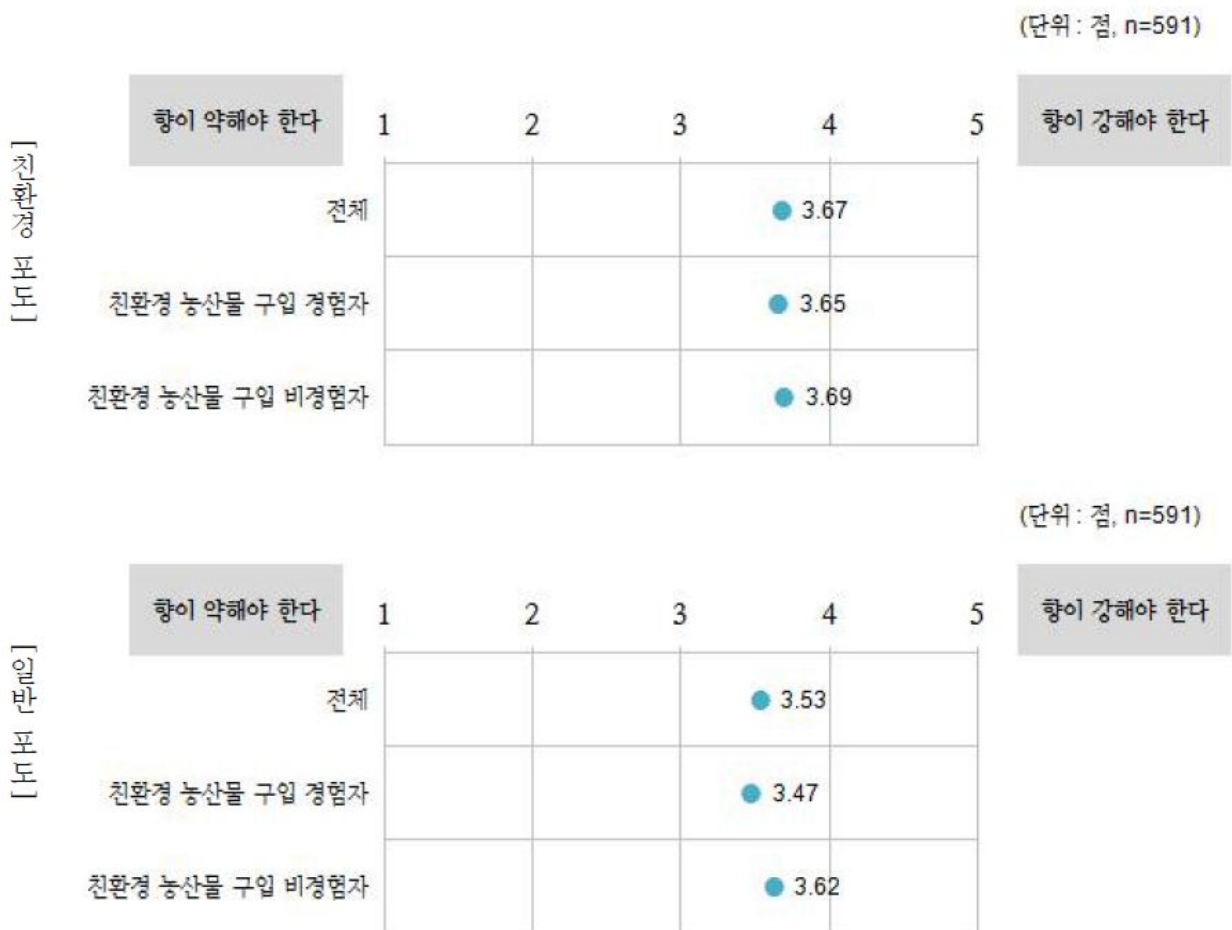 (단위 : 점, n=591)
[친환경 포도]
향이 약해야 한다 1 2 3 4 5 향이 강해야 한다
전체 3.67
친환경 농산물 구입 경험자 3.65
친환경 농산물 구입 비경험자 3.69
(단위 : 점, n=591)
[일반 포도]
향이 약해야 한다 1 2 3 4 5 향이 강해야 한다
전체 3.53
친환경 농산물 구입 경험자 3.47
친환경 농산물 구입 비경험자 3.62